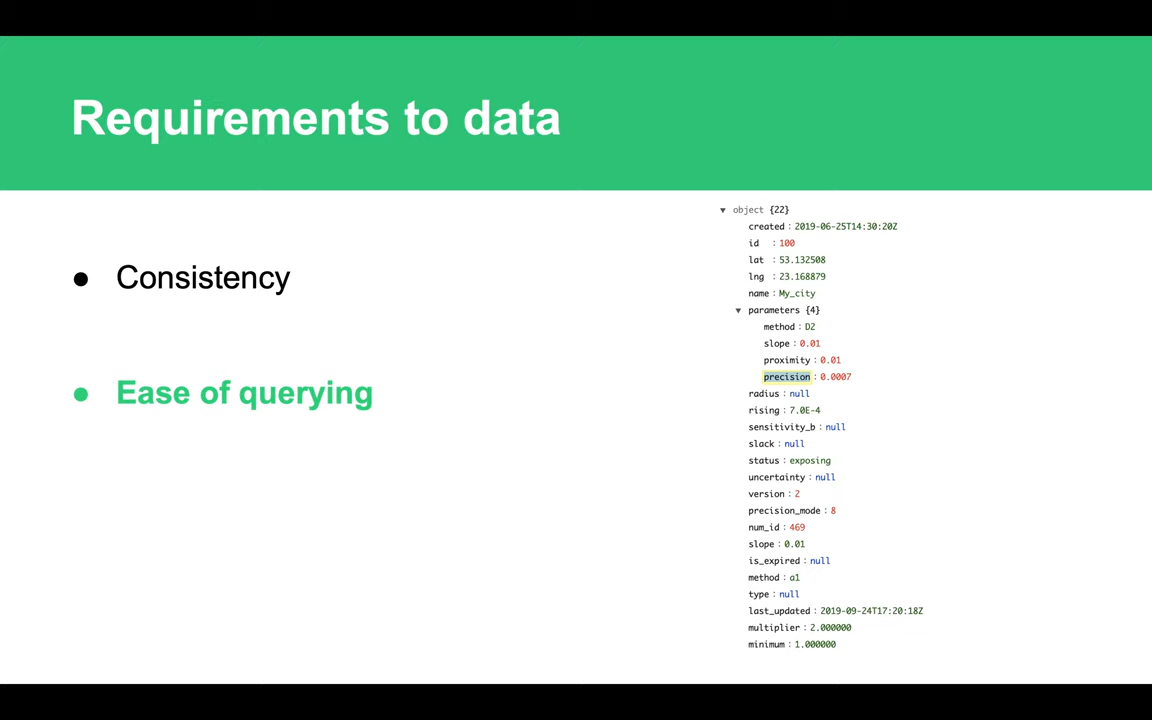 Requirements to data
● Consistency
● Ease of querying
▼ object {22}
created : 2019-06-25T14:30:20Z
id : 100
lat : 53.132508
lng : 23.168879
name : My_city
▼ parameters {4}
method : D2
slope : 0.01
proximity : 0.01
precision : 0.0007
radius : null
rising : 7.0E-4
sensitivity_b : null
slack : null
status : exposing
uncertainty : null
version : 2
precision_mode : 8
num_id : 469
slope : 0.01
is_expired : null
method : a1
type : null
last_updated : 2019-09-24T17:20:18Z
multiplier : 2.000000
minimum : 1.000000